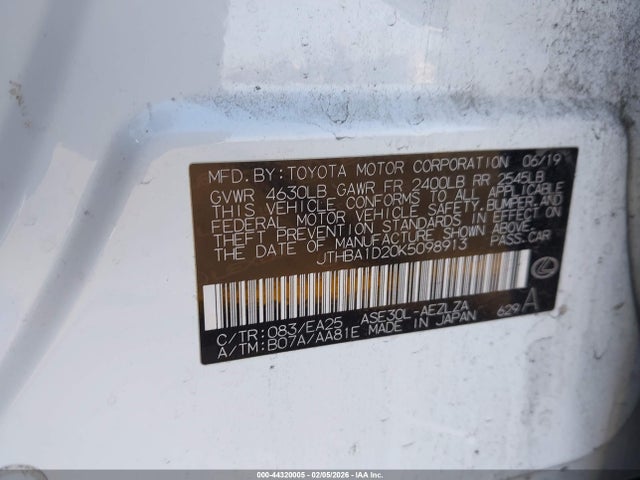 MFD. BY: TOYOTA MOTOR CORPORATION 06/19
GVWR 4630LB GAWR FR 2400LB RR 2545LB
THIS VEHICLE CONFORMS TO ALL APPLICABLE
FEDERAL MOTOR VEHICLE SAFETY, BUMPER, AND
THEFT PREVENTION STANDARDS IN EFFECT ON
THE DATE OF MANUFACTURE SHOWN ABOVE.
JTHBA1D20K5098913 PASS.CAR
C/TR:083/EA25 ASE30L-AEZLZA
A/TM:B07A/AA81E MADE IN JAPAN 629 A
000-44320005 - 02/05/2026 - IAA Inc.